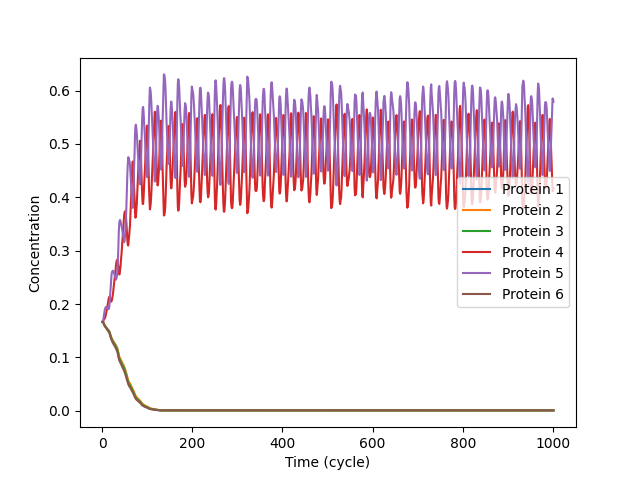 0.6
0.5
0.4
0.3
0.2
0.1
0.0
Concentration
Protein 1
Protein 2
Protein 3
Protein 4
Protein 5
Protein 6
0 200 400 600 800 1000
Time (cycle)